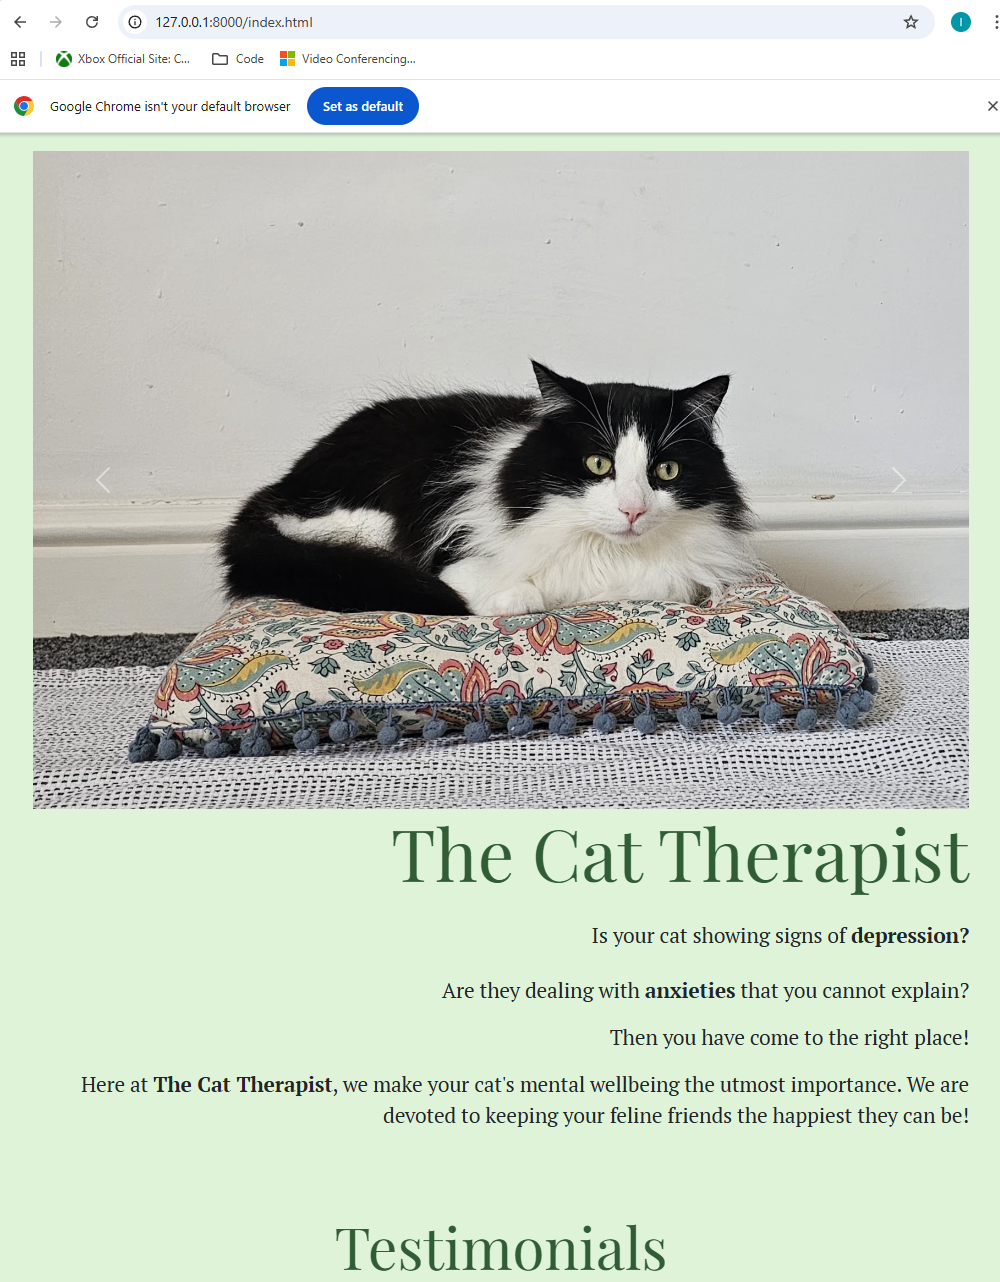 127.0.0.1:8000/index.html
I
Xbox Official Site: C...
Code
Video Conferencing...
Google Chrome isn't your default browser
Set as default
The Cat Therapist
Is your cat showing signs of depression?
Are they dealing with anxieties that you cannot explain?
Then you have come to the right place!
Here at The Cat Therapist, we make your cat's mental wellbeing the utmost importance. We are
devoted to keeping your feline friends the happiest they can be!
Testimonials